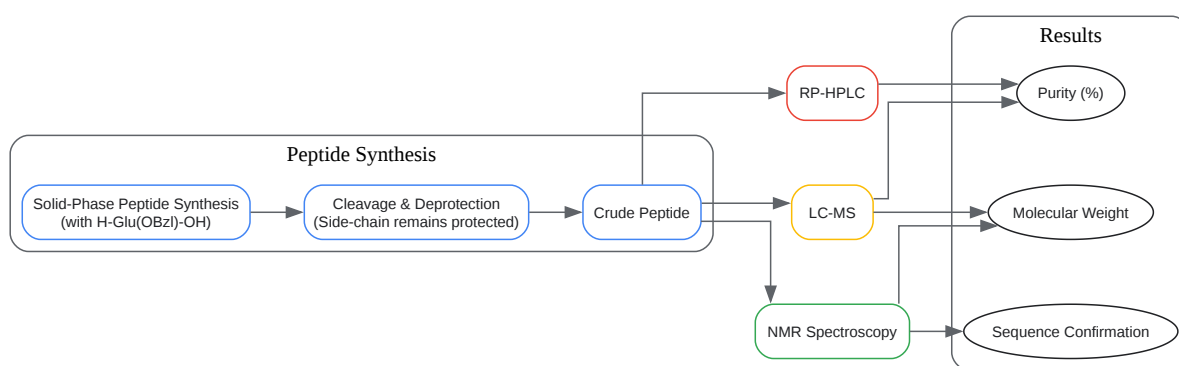 Results
RP-HPLC
Purity (%)
Peptide Synthesis
Solid-Phase Peptide Synthesis
(with H-Glu(OBzl)-OH)
Cleavage & Deprotection
(Side-chain remains protected)
Crude Peptide
LC-MS
Molecular Weight
NMR Spectroscopy
Sequence Confirmation